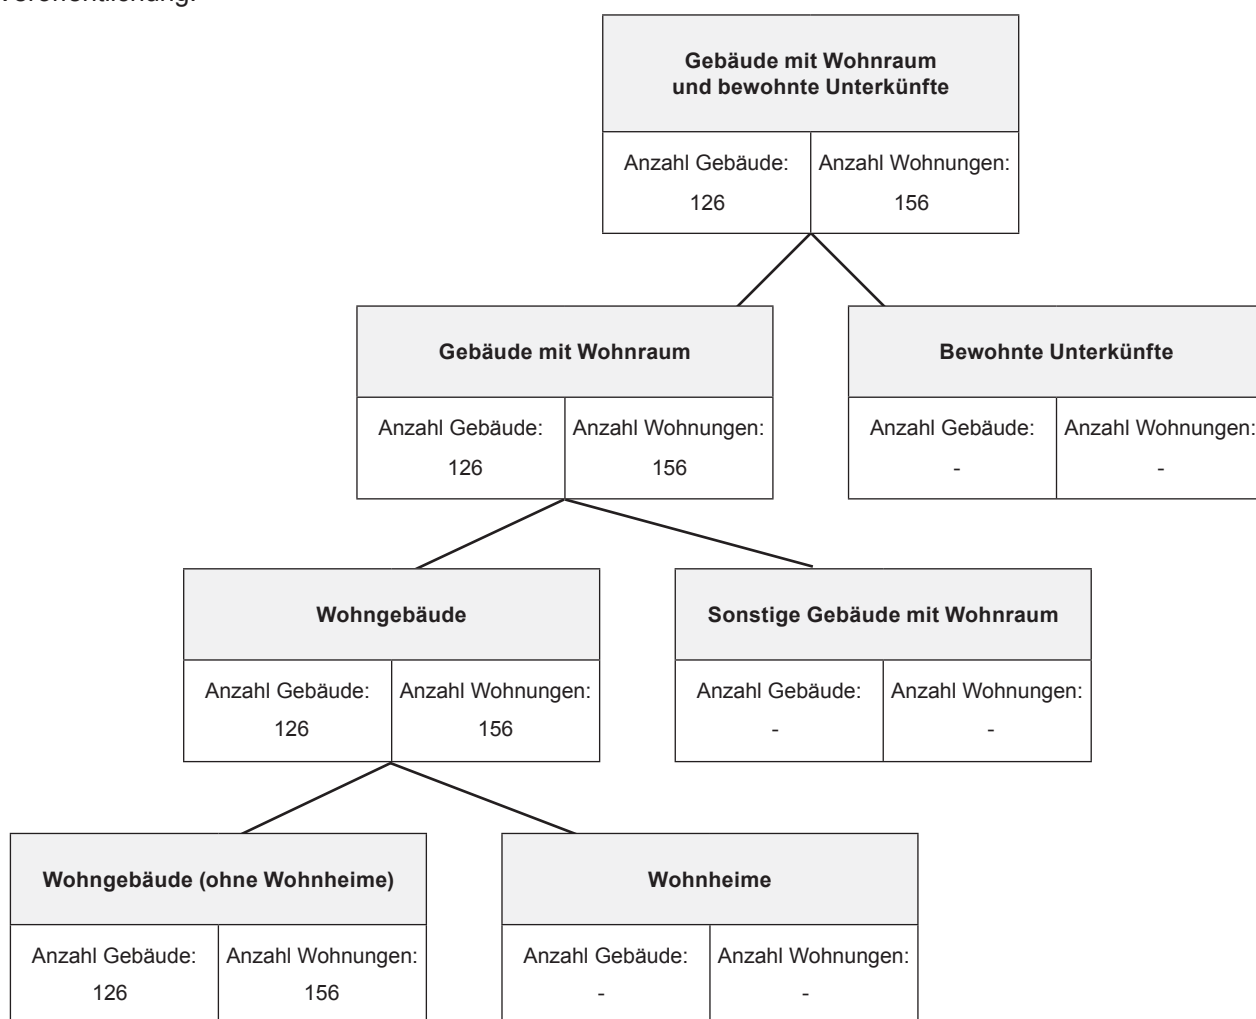 Veröffentlichung.
Gebäude mit Wohnraum
und bewohnte Unterkünfte
Anzahl Gebäude:
126
Anzahl Wohnungen:
156
Gebäude mit Wohnraum
Anzahl Gebäude:
126
Anzahl Wohnungen:
156
Bewohnte Unterkünfte
Anzahl Gebäude:
-
Anzahl Wohnungen:
-
Wohngebäude
Anzahl Gebäude:
126
Anzahl Wohnungen:
156
Sonstige Gebäude mit Wohnraum
Anzahl Gebäude:
-
Anzahl Wohnungen:
-
Wohngebäude (ohne Wohnheime)
Anzahl Gebäude:
126
Anzahl Wohnungen:
156
Wohnheime
Anzahl Gebäude:
-
Anzahl Wohnungen:
-